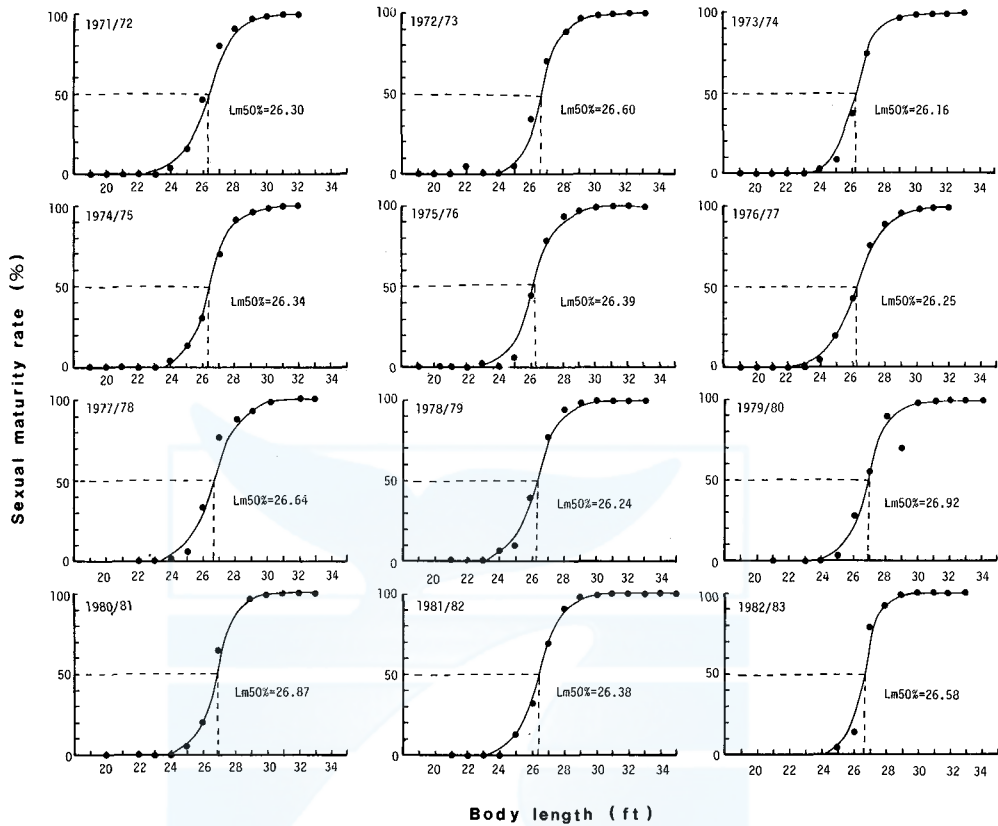 Sexual maturity rate (%)
1971/72
100
50
0
20 22 24 26 28 30 32 34
Lm50%=26.30
1972/73
100
50
0
20 22 24 26 28 30 32 34
Lm50%=26.60
1973/74
100
50
0
20 22 24 26 28 30 32 34
Lm50%=26.16
1974/75
100
50
0
20 22 24 26 28 30 32 34
Lm50%=26.34
1975/76
100
50
0
20 22 24 26 28 30 32 34
Lm50%=26.39
1976/77
100
50
0
20 22 24 26 28 30 32 34
Lm50%=26.25
1977/78
100
50
0
20 22 24 26 28 30 32 34
Lm50%=26.64
1978/79
100
50
0
20 22 24 26 28 30 32 34
Lm50%=26.24
1979/80
100
50
0
20 22 24 26 28 30 32 34
Lm50%=26.92
1980/81
100
50
0
20 22 24 26 28 30 32 34
Lm50%=26.87
1981/82
100
50
0
20 22 24 26 28 30 32 34
Lm50%=26.38
1982/83
100
50
0
20 22 24 26 28 30 32 34
Lm50%=26.58
Body length (ft)